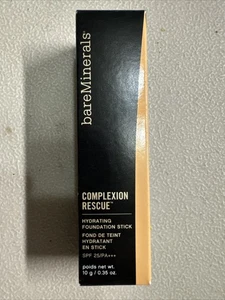 bareMinerals®
COMPLEXION
RESCUE™
HYDRATING
FOUNDATION STICK
FOND DE TEINT
HYDRATANT
EN STICK
SPF 25/PA+++
poids net wt.
10 g / 0.35 oz.